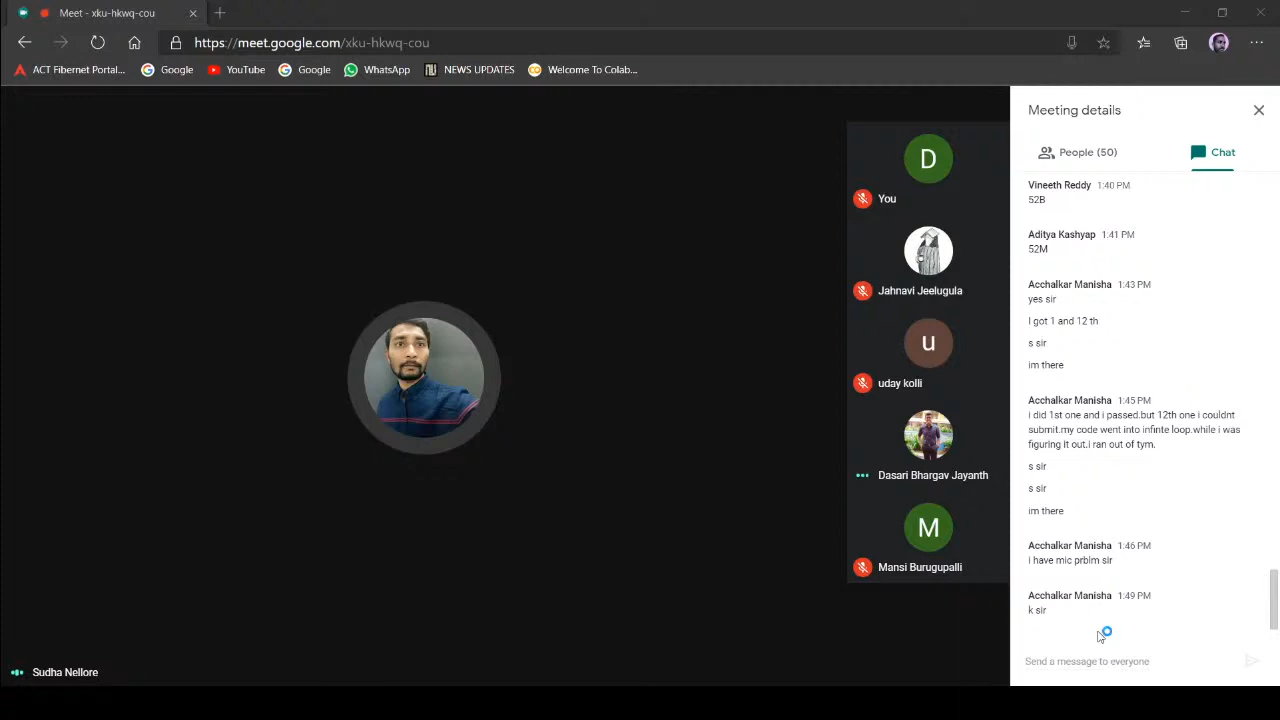 Meet - xku-hkwq-cou
https://meet.google.com/xku-hkwq-cou
ACT Fibernet Portal...
Google
YouTube
Google
WhatsApp
NEWS UPDATES
Welcome To Colab...
Sudha Nellore
D
You
Jahnavi Jeelugula
u
uday kolli
Dasari Bhargav Jayanth
M
Mansi Burugupalli
Meeting details
People (50)
Chat
Vineeth Reddy 1:40 PM
52B
Aditya Kashyap 1:41 PM
52M
Acchalkar Manisha 1:43 PM
yes sir
I got 1 and 12 th
s sir
im there
Acchalkar Manisha 1:45 PM
i did 1st one and i passed.but 12th one i couldnt
submit.my code went into infinte loop.while i was
figuring it out.i ran out of tym.
s sir
s sir
im there
Acchalkar Manisha 1:46 PM
i have mic prblm sir
Acchalkar Manisha 1:49 PM
k sir
Send a message to everyone